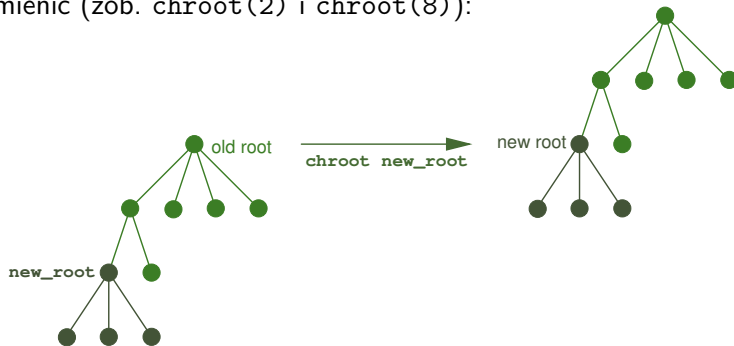 mienić (zob. chroot(2) i chroot(8)):
old root
new root
chroot new_root
new_root